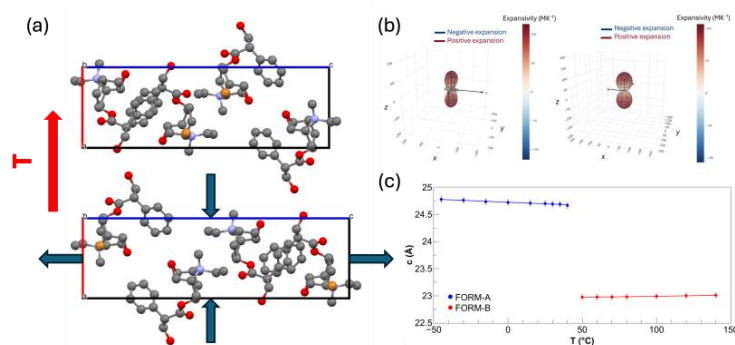 (a)
b
c
a
T
b
c
a
(b)
Expansivity (MK⁻¹)
Negative expansion
Positive expansion
z
y
x
Expansivity (MK⁻¹)
Negative expansion
Positive expansion
z
y
x
(c)
c (Å)
25
24.5
24
23.5
23
22.5
FORM-A
FORM-B
-50
0
50
100
150
T (°C)